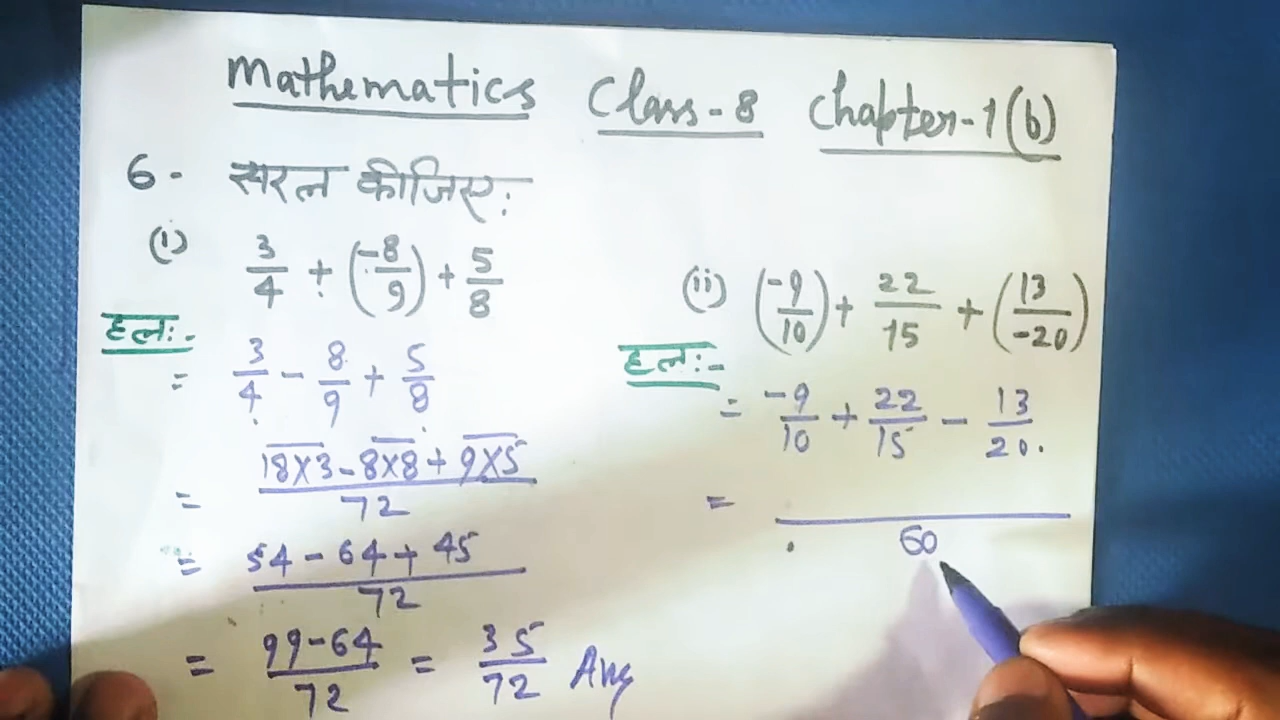 Mathematics Class-8 Chapter-1(b)
6- सरल कीजिए:
(i) 3/4 + (-8/9) + 5/8
हल:-
= 3/4 - 8/9 + 5/8
= (18×3 - 8×8 + 9×5)/72
= (54 - 64 + 45)/72
= (99-64)/72 = 35/72 Ans
(ii) (-9/10) + 22/15 + (13/-20)
हल:-
= -9/10 + 22/15 - 13/20.
= /60